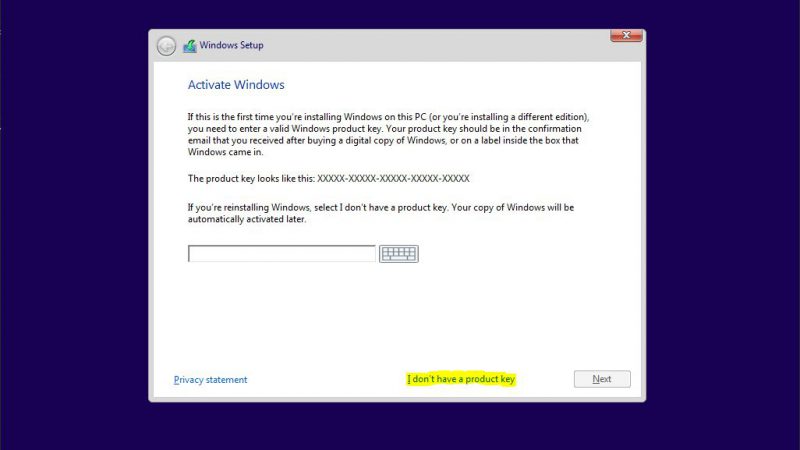 Windows Setup
Activate Windows
If this is the first time you're installing Windows on this PC (or you're installing a different edition),
you need to enter a valid Windows product key. Your product key should be in the confirmation
email that you received after buying a digital copy of Windows, or on a label inside the box that
Windows came in.
The product key looks like this: XXXXX-XXXXX-XXXXX-XXXXX-XXXXX
If you're reinstalling Windows, select I don't have a product key. Your copy of Windows will be
automatically activated later.
Privacy statement
I don't have a product key
Next